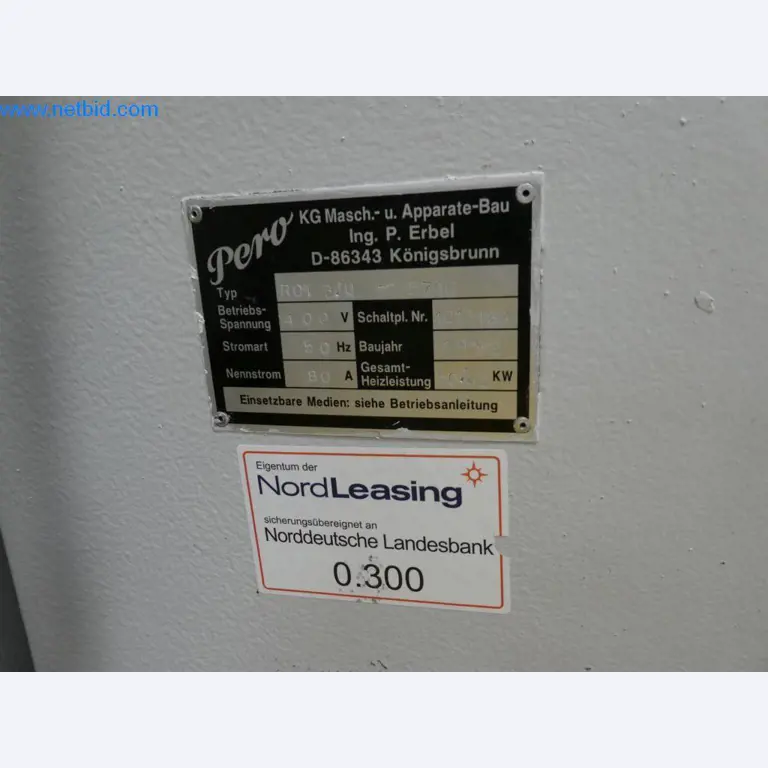 www.netbid.com
Pero
KG Masch.- u. Apparate-Bau
Ing. P. Erbel
D-86343 Königsbrunn
Typ
Betriebs-Spannung 400 V Schaltpl. Nr.
Stromart 50 Hz Baujahr
Nennstrom 80 A Gesamt-Heizleistung KW
Einsetzbare Medien: siehe Betriebsanleitung
Eigentum der
NordLeasing
sicherungsübereignet an
Norddeutsche Landesbank
0.300